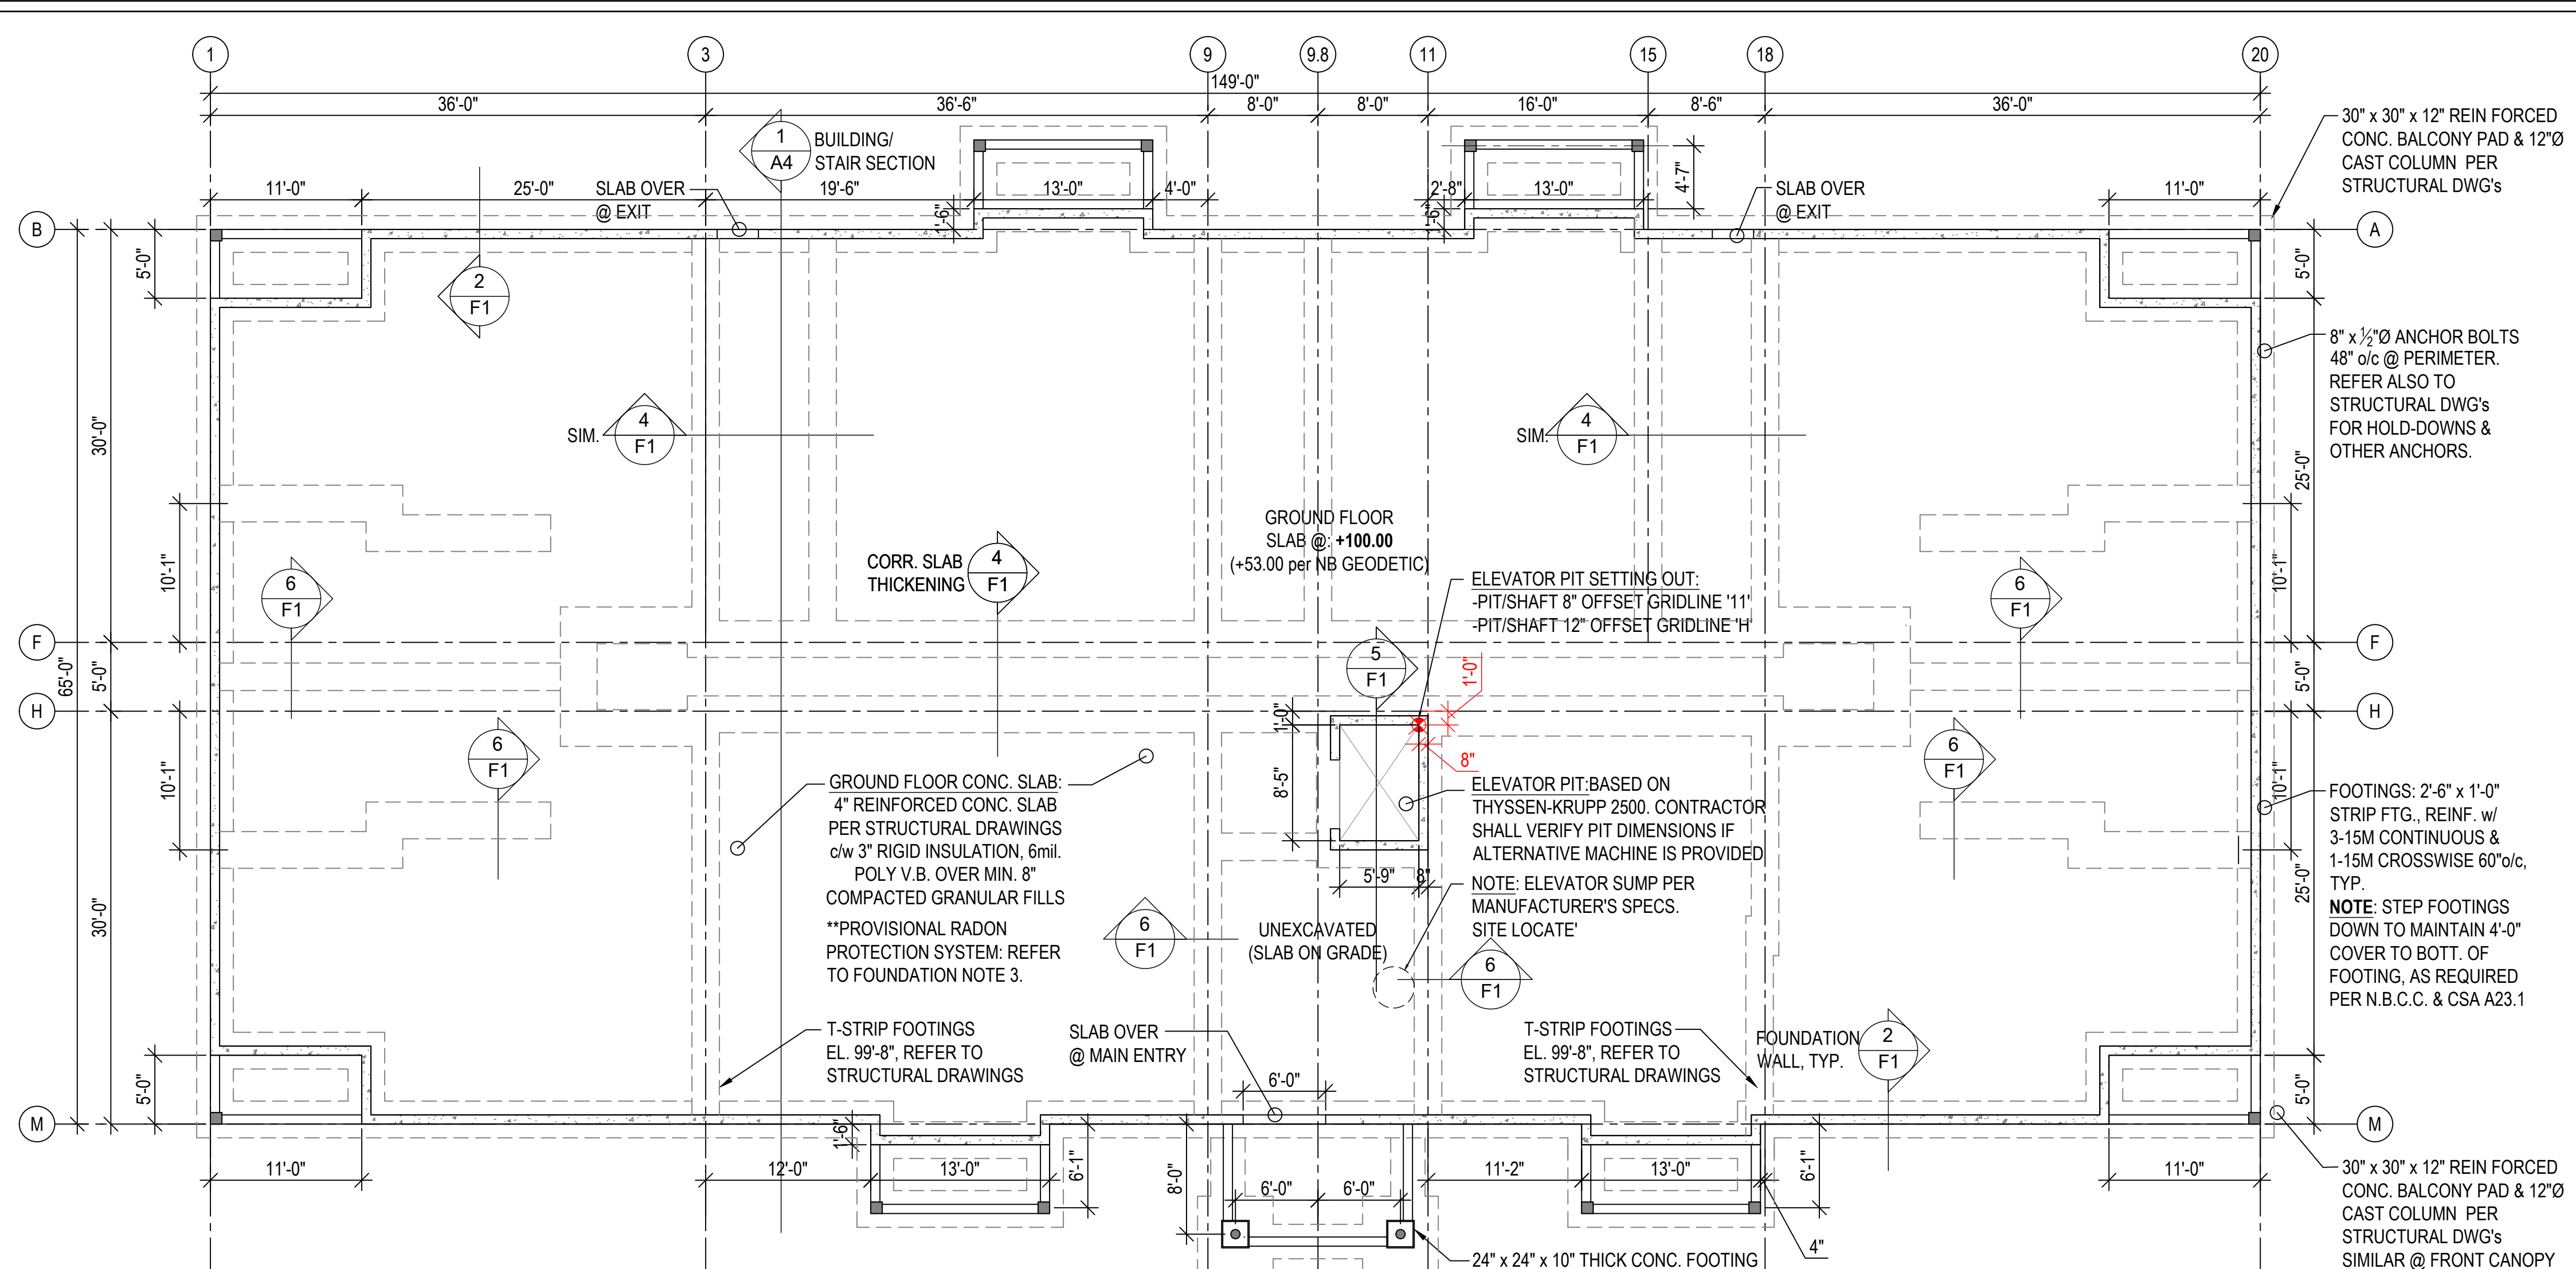 1
3
9
9.8
11
15
18
20
149'-0"
36'-0"
36'-6"
8'-0"
8'-0"
16'-0"
8'-6"
36'-0"
1
A4
BUILDING/
STAIR SECTION
30" x 30" x 12" REIN FORCED
CONC. BALCONY PAD & 12"Ø
CAST COLUMN PER
STRUCTURAL DWG's
11'-0"
25'-0"
SLAB OVER
@ EXIT
19'-6"
13'-0"
4'-0"
2'-8"
13'-0"
4'-7"
SLAB OVER
@ EXIT
11'-0"
1'-6"
1'-6"
B
A
5'-0"
5'-0"
2
F1
8" x ½"Ø ANCHOR BOLTS
48" o/c @ PERIMETER.
REFER ALSO TO
STRUCTURAL DWG's
FOR HOLD-DOWNS &
OTHER ANCHORS.
30'-0"
SIM.
4
F1
SIM.
4
F1
25'-0"
GROUND FLOOR
SLAB @: +100.00
(+53.00 per NB GEODETIC)
10'-1"
6
F1
CORR. SLAB
THICKENING
4
F1
ELEVATOR PIT SETTING OUT:
-PIT/SHAFT 8" OFFSET GRIDLINE '11'
-PIT/SHAFT 12" OFFSET GRIDLINE 'H'
6
F1
10'-1"
F
F
65'-0"
5'-0"
5
F1
1'-0"
5'-0"
H
H
1'-0"
8"
10'-1"
6
F1
8'-5"
6
F1
10'-1"
GROUND FLOOR CONC. SLAB:
4" REINFORCED CONC. SLAB
PER STRUCTURAL DRAWINGS
c/w 3" RIGID INSULATION, 6mil.
POLY V.B. OVER MIN. 8"
COMPACTED GRANULAR FILLS
**PROVISIONAL RADON
PROTECTION SYSTEM: REFER
TO FOUNDATION NOTE 3.
ELEVATOR PIT:BASED ON
THYSSEN-KRUPP 2500. CONTRACTOR
SHALL VERIFY PIT DIMENSIONS IF
ALTERNATIVE MACHINE IS PROVIDED
5'-9"
8"
NOTE: ELEVATOR SUMP PER
MANUFACTURER'S SPECS.
SITE LOCATE'
FOOTINGS: 2'-6" x 1'-0"
STRIP FTG., REINF. w/
3-15M CONTINUOUS &
1-15M CROSSWISE 60"o/c,
TYP.
NOTE: STEP FOOTINGS
DOWN TO MAINTAIN 4'-0"
COVER TO BOTT. OF
FOOTING, AS REQUIRED
PER N.B.C.C. & CSA A23.1
30'-0"
25'-0"
6
F1
UNEXCAVATED
(SLAB ON GRADE)
6
F1
T-STRIP FOOTINGS
EL. 99'-8", REFER TO
STRUCTURAL DRAWINGS
SLAB OVER
@ MAIN ENTRY
T-STRIP FOOTINGS
EL. 99'-8", REFER TO
STRUCTURAL DRAWINGS
FOUNDATION
WALL, TYP.
2
F1
5'-0"
6'-0"
5'-0"
M
M
1'-6"
11'-0"
12'-0"
13'-0"
6'-1"
8'-0"
6'-0"
6'-0"
11'-2"
13'-0"
6'-1"
11'-0"
4"
24" x 24" x 10" THICK CONC. FOOTING
30" x 30" x 12" REIN FORCED
CONC. BALCONY PAD & 12"Ø
CAST COLUMN PER
STRUCTURAL DWG's
SIMILAR @ FRONT CANOPY